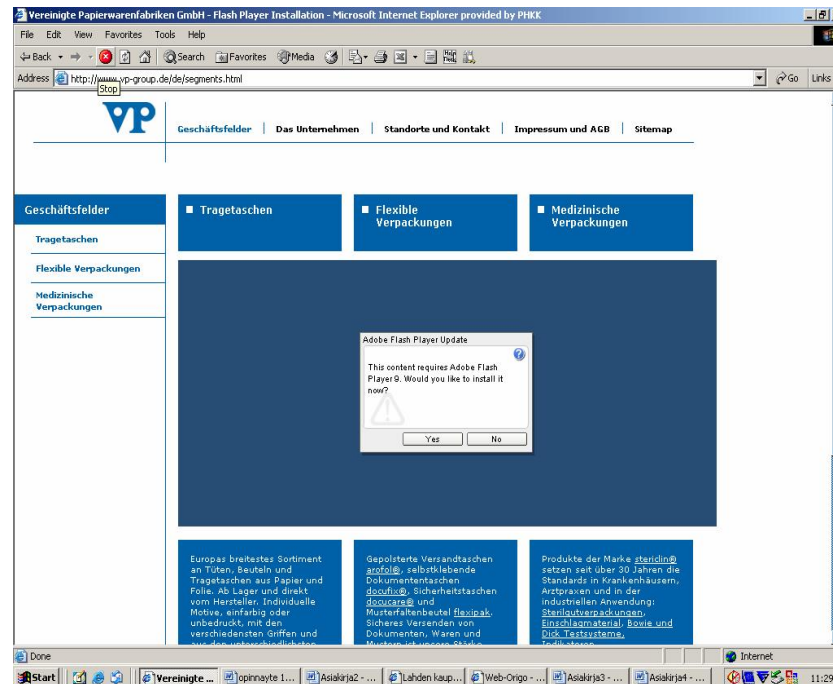 Vereinigte Papierwarenfabriken GmbH - Flash Player Installation - Microsoft Internet Explorer provided by PHKK
File Edit View Favorites Tools Help
Back Search Favorites Media
Address http://www.vp-group.de/de/segments.html Go Links
Stop
VP
Geschäftsfelder | Das Unternehmen | Standorte und Kontakt | Impressum und AGB | Sitemap
Geschäftsfelder
Tragetaschen
Flexible Verpackungen
Medizinische
Verpackungen
Tragetaschen
Flexible
Verpackungen
Medizinische
Verpackungen
Adobe Flash Player Update
This content requires Adobe Flash
Player 9. Would you like to install it
now?
Yes No
Europas breitestes Sortiment
an Tüten, Beuteln und
Tragetaschen aus Papier und
Folie. Ab Lager und direkt
vom Hersteller. Individuelle
Motive, einfarbig oder
unbedruckt, mit den
verschiedensten Griffen und
aus den unterschiedlichsten
Gepolsterte Versandtaschen
arofol®, selbstklebende
Dokumententaschen
docufix®, Sicherheitstaschen
docucare® und
Musterfaltenbeutel flexipak.
Sicheres Versenden von
Dokumenten, Waren und
Mustern ist unsere Stärke.
Produkte der Marke stericlin®
setzen seit über 30 Jahren die
Standards in Krankenhäusern,
Arztpraxen und in der
industriellen Anwendung:
Sterilgutverpackungen,
Einschlagmaterial, Bowie und
Dick Testsysteme,
Indikatoren
Done Internet
Start Vereinigte ... opinnayte 1... Asiakirja2 - ... Lahden kaup... Web-Origo - ... Asiakirja3 - ... Asiakirja4 - ... 11:29